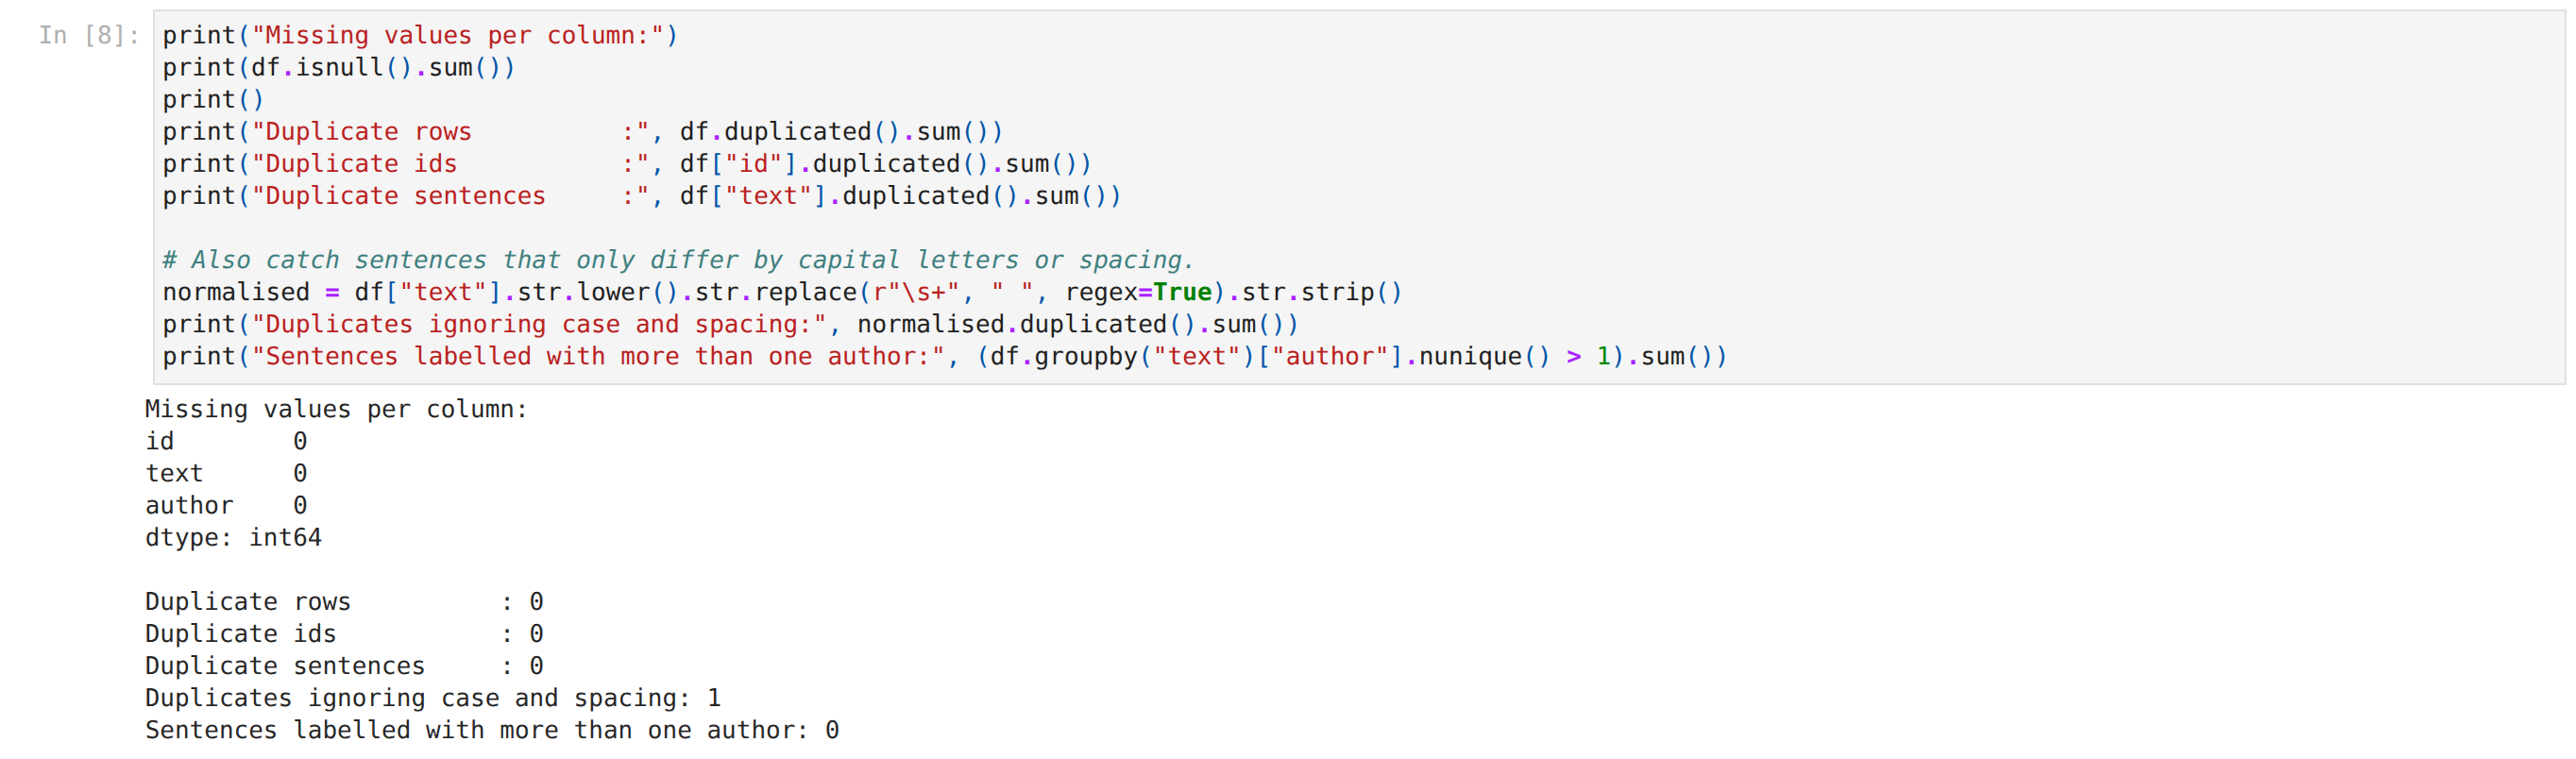 In [8]: print("Missing values per column:")
print(df.isnull().sum())
print()
print("Duplicate rows          :", df.duplicated().sum())
print("Duplicate ids           :", df["id"].duplicated().sum())
print("Duplicate sentences     :", df["text"].duplicated().sum())

# Also catch sentences that only differ by capital letters or spacing.
normalised = df["text"].str.lower().str.replace(r"\s+", " ", regex=True).str.strip()
print("Duplicates ignoring case and spacing:", normalised.duplicated().sum())
print("Sentences labelled with more than one author:", (df.groupby("text")["author"].nunique() > 1).sum())
Missing values per column:
id        0
text      0
author    0
dtype: int64

Duplicate rows          : 0
Duplicate ids           : 0
Duplicate sentences     : 0
Duplicates ignoring case and spacing: 1
Sentences labelled with more than one author: 0